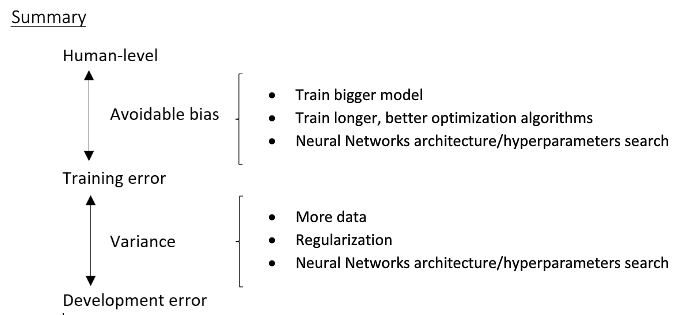 Summary
Human-level
Avoidable bias
• Train bigger model
• Train longer, better optimization algorithms
• Neural Networks architecture/hyperparameters search
Training error
Variance
• More data
• Regularization
• Neural Networks architecture/hyperparameters search
Development error